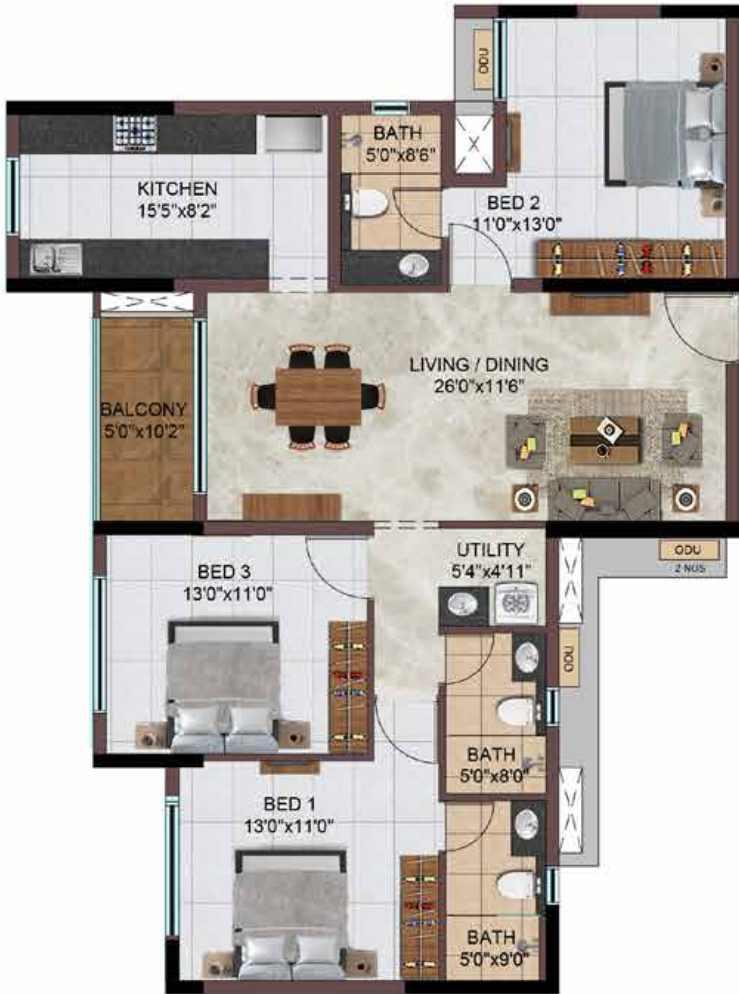 ODU
BATH
5'0"x8'6"
KITCHEN
15'5"x8'2"
BED 2
11'0"x13'0"
LIVING / DINING
26'0"x11'6"
BALCONY
5'0"x10'2"
UTILITY
5'4"x4'11"
ODU
2 NOS
BED 3
13'0"x11'0"
ODU
BATH
5'0"x8'0"
BED 1
13'0"x11'0"
BATH
5'0"x9'0"